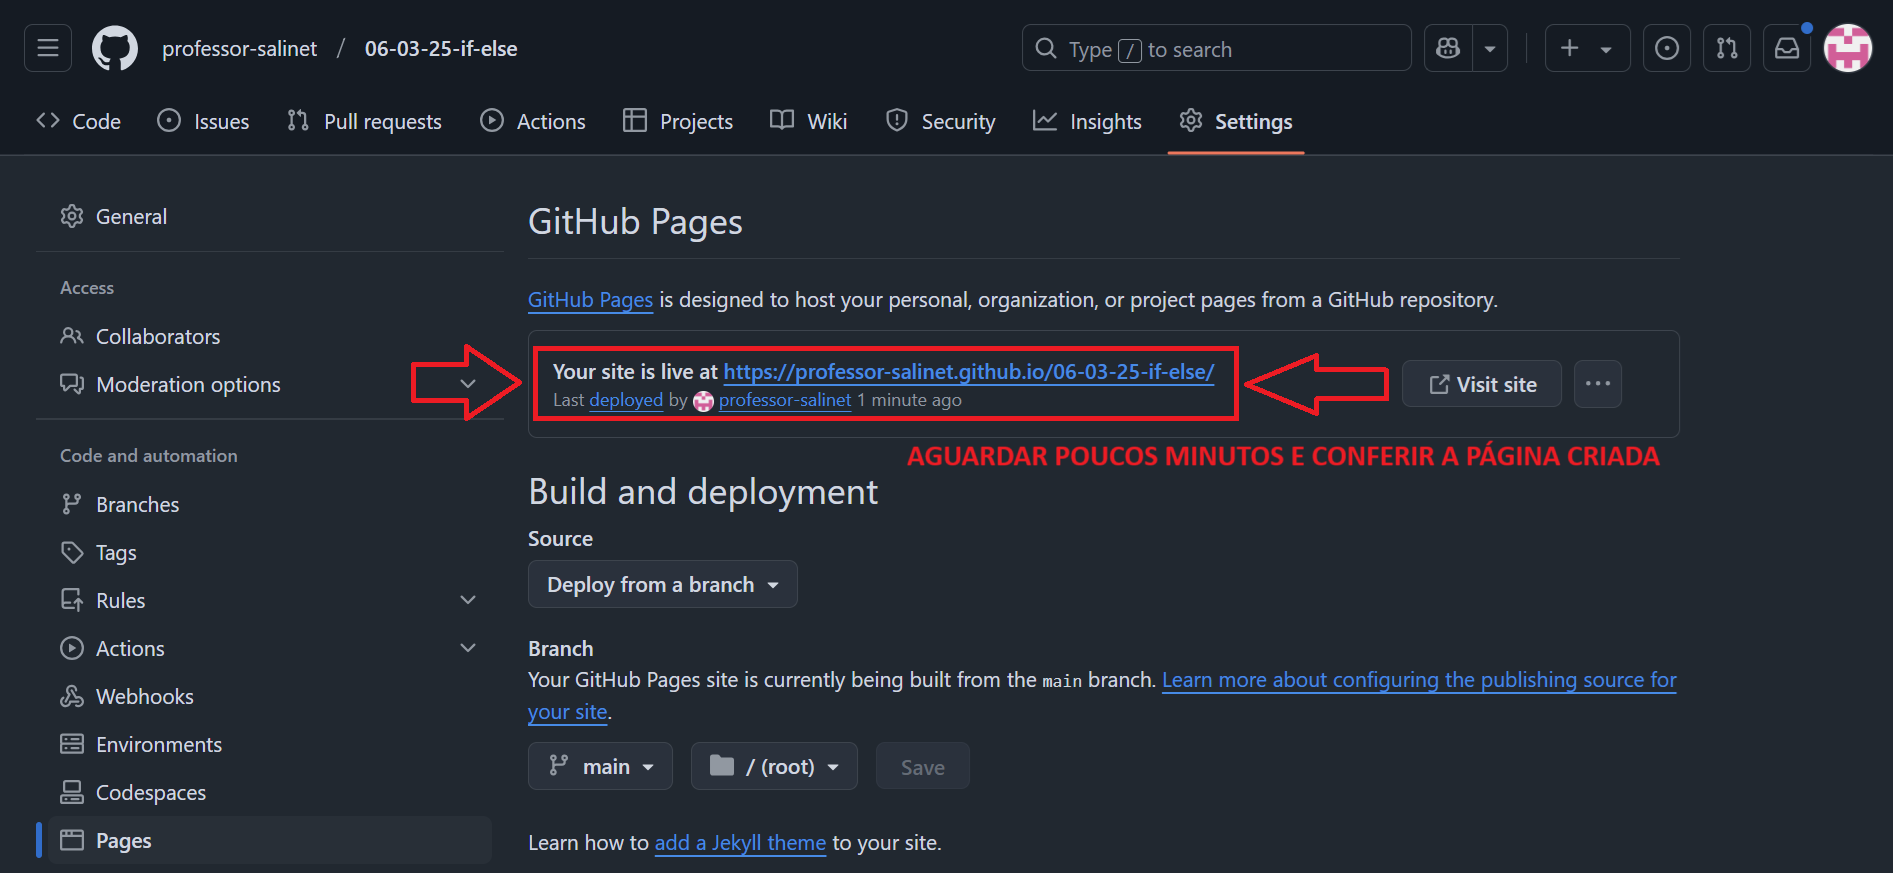 professor-salinet / 06-03-25-if-else
Type / to search
Code Issues Pull requests Actions Projects Wiki Security Insights Settings
General
Access
Collaborators
Moderation options
Code and automation
Branches
Tags
Rules
Actions
Webhooks
Environments
Codespaces
Pages
GitHub Pages
GitHub Pages is designed to host your personal, organization, or project pages from a GitHub repository.
Your site is live at https://professor-salinet.github.io/06-03-25-if-else/
Last deployed by professor-salinet 1 minute ago
Visit site
AGUARDAR POUCOS MINUTOS E CONFERIR A PÁGINA CRIADA
Build and deployment
Source
Deploy from a branch
Branch
Your GitHub Pages site is currently being built from the main branch. Learn more about configuring the publishing source for
your site.
main / (root) Save
Learn how to add a Jekyll theme to your site.